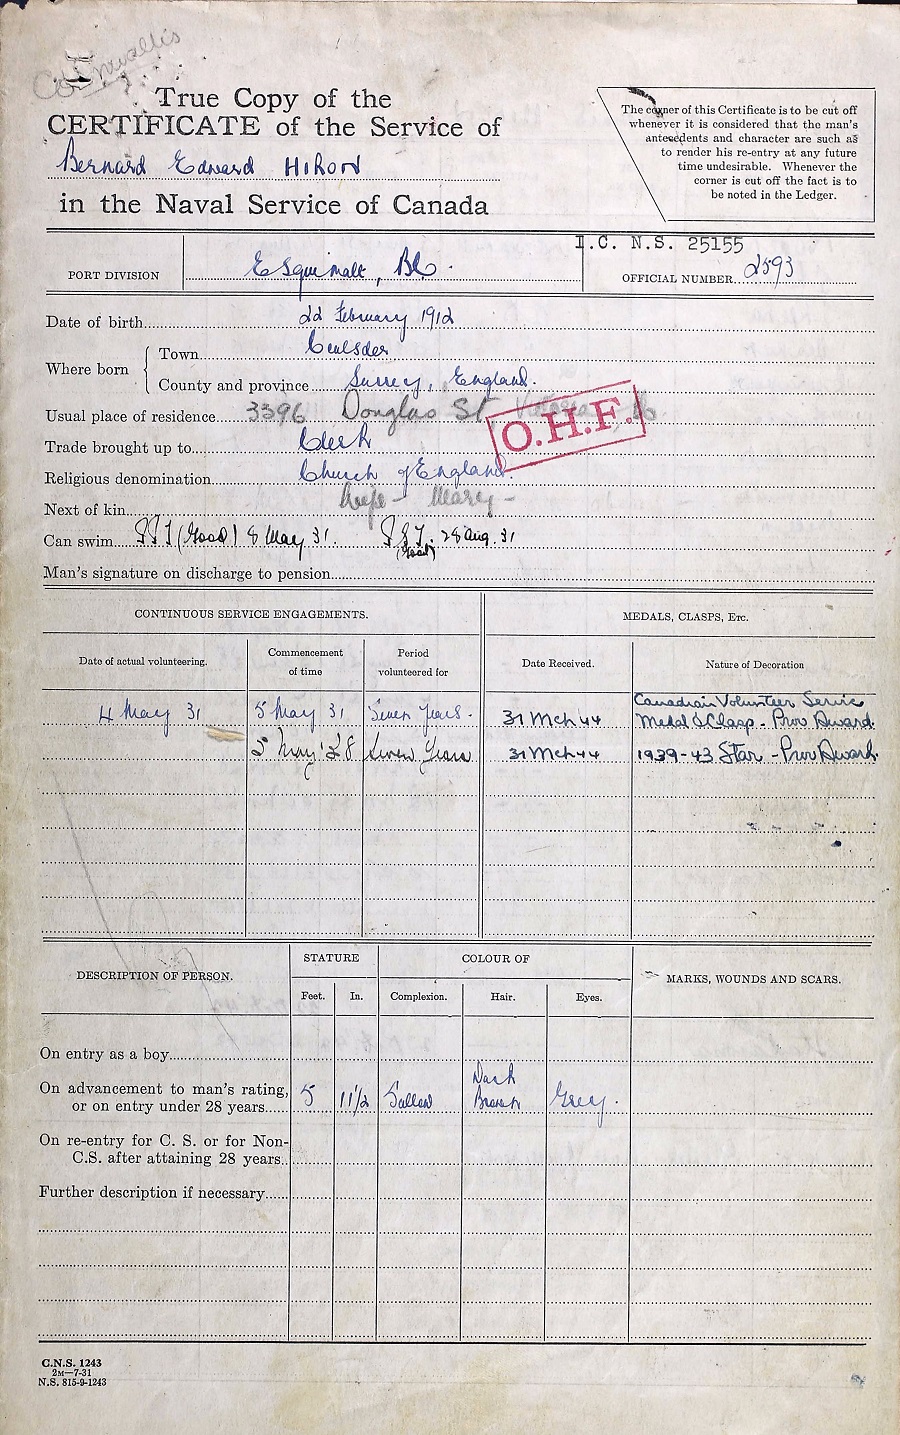 Cornwallis
True Copy of the
CERTIFICATE of the Service of
Bernard Edward HIRON
in the Naval Service of Canada
The corner of this Certificate is to be cut off
whenever it is considered that the man's
antecedents and character are such as
to render his re-entry at any future
time undesirable. Whenever the
corner is cut off the fact is to
be noted in the Ledger.
I.C. N.S. 25155
PORT DIVISION Esquimalt, BC.
OFFICIAL NUMBER 2593
Date of birth 22 February 1912
Where born
Town
County and province Surrey, England.
Usual place of residence 3396 Douglas St, Victoria
O.H.F.
Trade brought up to Clerk
Religious denomination Church of England.
Next of kin Wife - Mary -
Can swim (Good) 8 May 31. (Good) 28 Aug. 31
Man's signature on discharge to pension
CONTINUOUS SERVICE ENGAGEMENTS. MEDALS, CLASPS, Etc.
Date of actual volunteering. Commencement of time Period volunteered for Date Received. Nature of Decoration
4 May 31 5 May 31 Seven Years. 31 Mch 44 Canadian Volunteer Service
Medal & Clasp - Prov Award.
5 May '38 Seven Years 31 Mch 44 1939-43 Star - Prov Award.
DESCRIPTION OF PERSON. STATURE COLOUR OF MARKS, WOUNDS AND SCARS.
Feet. In. Complexion. Hair. Eyes.
On entry as a boy
On advancement to man's rating,
or on entry under 28 years 5 11 1/2 Sallow Dark Brown Grey.
On re-entry for C. S. or for Non-
C.S. after attaining 28 years
Further description if necessary
C.N.S. 1243
2M-7-31
N.S. 815-9-1243